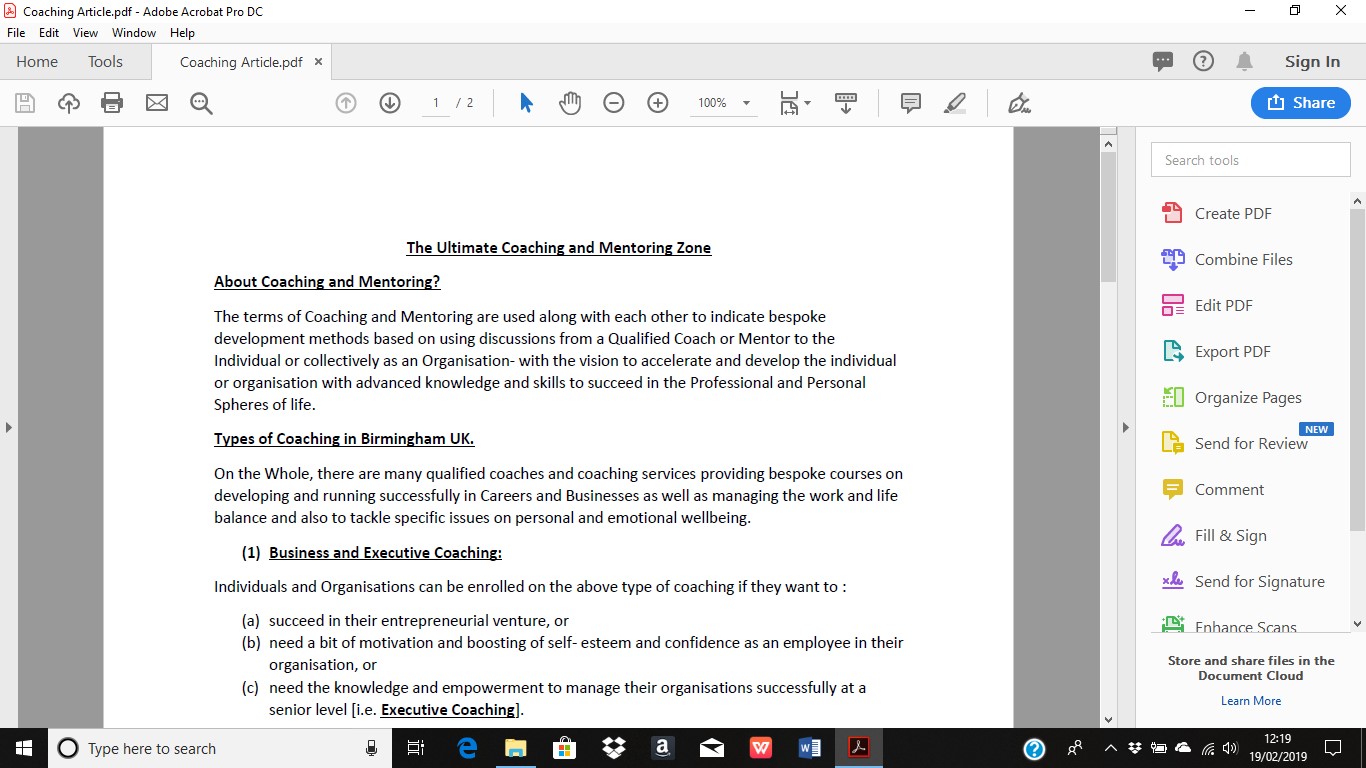 Coaching Article.pdf - Adobe Acrobat Pro DC
File Edit View Window Help
Home Tools Coaching Article.pdf × Sign In
1 / 2 100% Share
Search tools
Create PDF
Combine Files
Edit PDF
Export PDF
Organize Pages
NEW
Send for Review
Comment
Fill & Sign
Send for Signature
Enhance Scans
Store and share files in the
Document Cloud
Learn More
The Ultimate Coaching and Mentoring Zone
About Coaching and Mentoring?
The terms of Coaching and Mentoring are used along with each other to indicate bespoke
development methods based on using discussions from a Qualified Coach or Mentor to the
Individual or collectively as an Organisation- with the vision to accelerate and develop the individual
or organisation with advanced knowledge and skills to succeed in the Professional and Personal
Spheres of life.
Types of Coaching in Birmingham UK.
On the Whole, there are many qualified coaches and coaching services providing bespoke courses on
developing and running successfully in Careers and Businesses as well as managing the work and life
balance and also to tackle specific issues on personal and emotional wellbeing.
(1) Business and Executive Coaching:
Individuals and Organisations can be enrolled on the above type of coaching if they want to :
(a) succeed in their entrepreneurial venture, or
(b) need a bit of motivation and boosting of self- esteem and confidence as an employee in their
organisation, or
(c) need the knowledge and empowerment to manage their organisations successfully at a
senior level [i.e. Executive Coaching].
Type here to search
12:19
19/02/2019